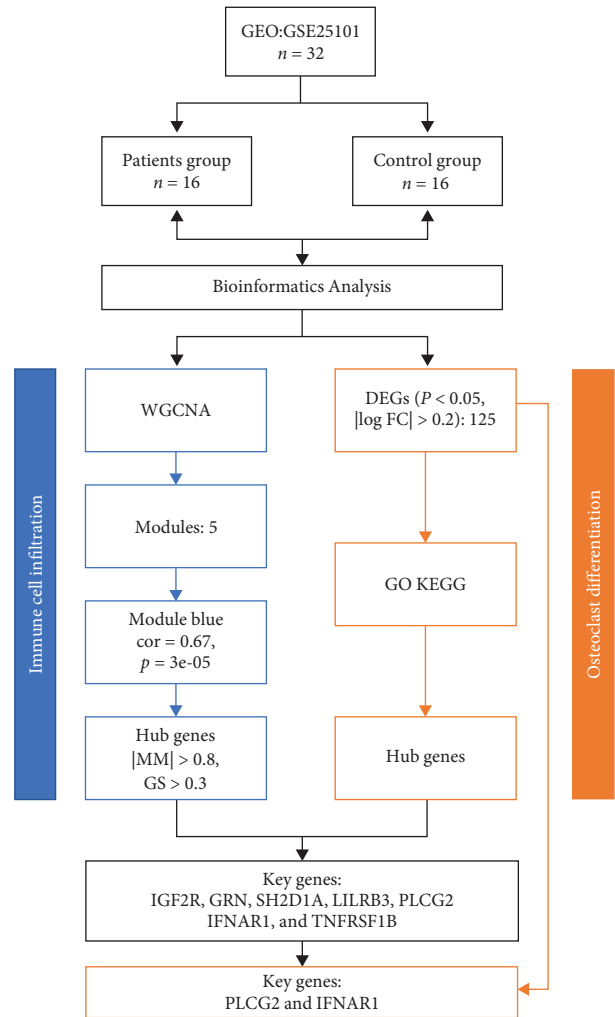 GEO:GSE25101
n = 32
Patients group
n = 16
Control group
n = 16
Bioinformatics Analysis
Immune cell infiltration
WGCNA
Modules: 5
Module blue
cor = 0.67,
p = 3e-05
Hub genes
|MM| > 0.8,
GS > 0.3
DEGs (P < 0.05,
|log FC| > 0.2): 125
GO KEGG
Hub genes
Osteoclast differentiation
Key genes:
IGF2R, GRN, SH2D1A, LILRB3, PLCG2
IFNAR1, and TNFRSF1B
Key genes:
PLCG2 and IFNAR1